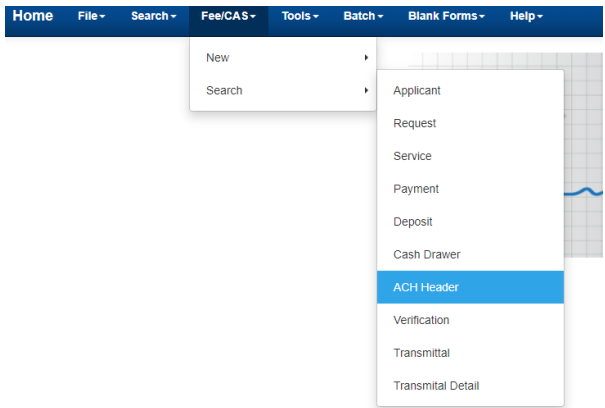 Home File Search Fee/CAS Tools Batch Blank Forms Help
New
Search
Applicant
Request
Service
Payment
Deposit
Cash Drawer
ACH Header
Verification
Transmittal
Transmital Detail